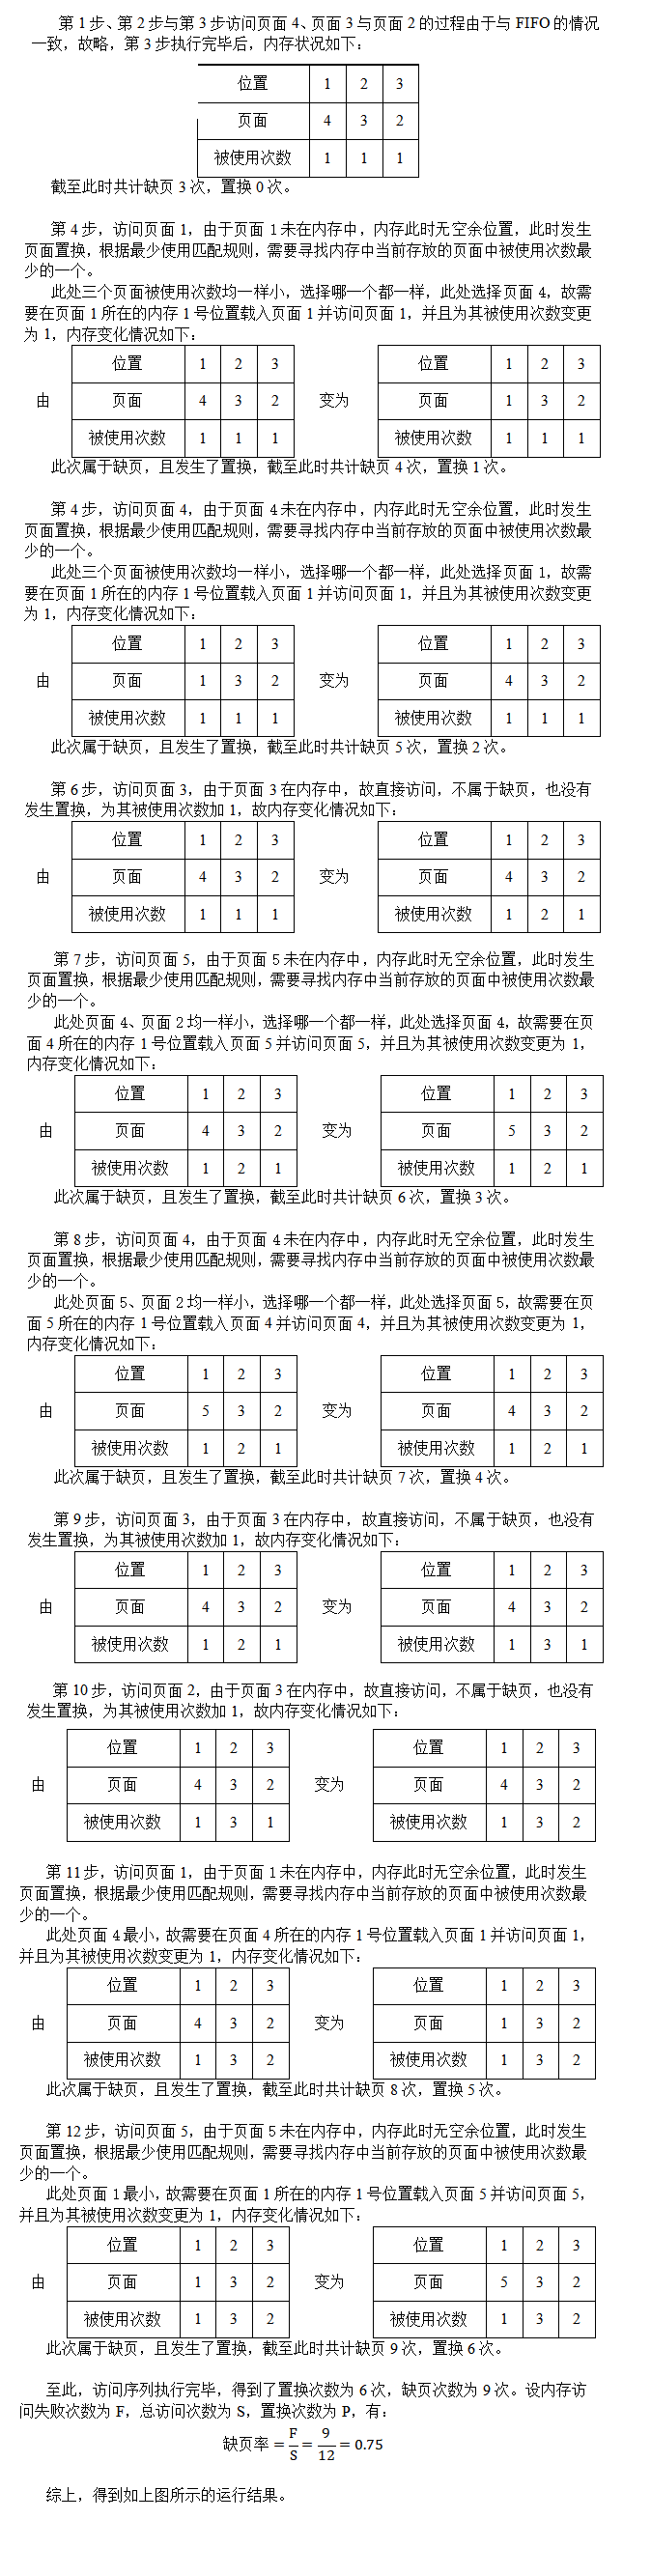 第 1 步、第 2 步与第 3 步访问页面 4、页面 3 与页面 2 的过程由于与 FIFO 的情况
一致，故略，第 3 步执行完毕后，内存状况如下：
位置 1 2 3
页面 4 3 2
被使用次数 1 1 1
截至此时共计缺页 3 次，置换 0 次。
第 4 步，访问页面 1，由于页面 1 未在内存中，内存此时无空余位置，此时发生
页面置换，根据最少使用匹配规则，需要寻找内存中当前存放的页面中被使用次数最
少的一个。
此处三个页面被使用次数均一样小，选择哪一个都一样，此处选择页面 4，故需
要在页面 1 所在的内存 1 号位置载入页面 1 并访问页面 1，并且为其被使用次数变更
为 1，内存变化情况如下：
位置 1 2 3 位置 1 2 3
由 页面 4 3 2 变为 页面 1 3 2
被使用次数 1 1 1 被使用次数 1 1 1
此次属于缺页，且发生了置换，截至此时共计缺页 4 次，置换 1 次。
第 4 步，访问页面 4，由于页面 4 未在内存中，内存此时无空余位置，此时发生
页面置换，根据最少使用匹配规则，需要寻找内存中当前存放的页面中被使用次数最
少的一个。
此处三个页面被使用次数均一样小，选择哪一个都一样，此处选择页面 1，故需
要在页面 1 所在的内存 1 号位置载入页面 1 并访问页面 1，并且为其被使用次数变更
为 1，内存变化情况如下：
位置 1 2 3 位置 1 2 3
由 页面 1 3 2 变为 页面 4 3 2
被使用次数 1 1 1 被使用次数 1 1 1
此次属于缺页，且发生了置换，截至此时共计缺页 5 次，置换 2 次。
第 6 步，访问页面 3，由于页面 3 在内存中，故直接访问，不属于缺页，也没有
发生置换，为其被使用次数加 1，故内存变化情况如下：
位置 1 2 3 位置 1 2 3
由 页面 4 3 2 变为 页面 4 3 2
被使用次数 1 1 1 被使用次数 1 2 1
第 7 步，访问页面 5，由于页面 5 未在内存中，内存此时无空余位置，此时发生
页面置换，根据最少使用匹配规则，需要寻找内存中当前存放的页面中被使用次数最
少的一个。
此处页面 4、页面 2 均一样小，选择哪一个都一样，此处选择页面 4，故需要在页
面 4 所在的内存 1 号位置载入页面 5 并访问页面 5，并且为其被使用次数变更为 1，
内存变化情况如下：
位置 1 2 3 位置 1 2 3
由 页面 4 3 2 变为 页面 5 3 2
被使用次数 1 2 1 被使用次数 1 2 1
此次属于缺页，且发生了置换，截至此时共计缺页 6 次，置换 3 次。
第 8 步，访问页面 4，由于页面 4 未在内存中，内存此时无空余位置，此时发生
页面置换，根据最少使用匹配规则，需要寻找内存中当前存放的页面中被使用次数最
少的一个。
此处页面 5、页面 2 均一样小，选择哪一个都一样，此处选择页面 5，故需要在页
面 5 所在的内存 1 号位置载入页面 4 并访问页面 4，并且为其被使用次数变更为 1，
内存变化情况如下：
位置 1 2 3 位置 1 2 3
由 页面 5 3 2 变为 页面 4 3 2
被使用次数 1 2 1 被使用次数 1 2 1
此次属于缺页，且发生了置换，截至此时共计缺页 7 次，置换 4 次。
第 9 步，访问页面 3，由于页面 3 在内存中，故直接访问，不属于缺页，也没有
发生置换，为其被使用次数加 1，故内存变化情况如下：
位置 1 2 3 位置 1 2 3
由 页面 4 3 2 变为 页面 4 3 2
被使用次数 1 2 1 被使用次数 1 3 1
第 10 步，访问页面 2，由于页面 3 在内存中，故直接访问，不属于缺页，也没有
发生置换，为其被使用次数加 1，故内存变化情况如下：
位置 1 2 3 位置 1 2 3
由 页面 4 3 2 变为 页面 4 3 2
被使用次数 1 3 1 被使用次数 1 3 2
第 11 步，访问页面 1，由于页面 1 未在内存中，内存此时无空余位置，此时发生
页面置换，根据最少使用匹配规则，需要寻找内存中当前存放的页面中被使用次数最
少的一个。
此处页面 4 最小，故需要在页面 4 所在的内存 1 号位置载入页面 1 并访问页面 1，
并且为其被使用次数变更为 1，内存变化情况如下：
位置 1 2 3 位置 1 2 3
由 页面 4 3 2 变为 页面 1 3 2
被使用次数 1 3 2 被使用次数 1 3 2
此次属于缺页，且发生了置换，截至此时共计缺页 8 次，置换 5 次。
第 12 步，访问页面 5，由于页面 5 未在内存中，内存此时无空余位置，此时发生
页面置换，根据最少使用匹配规则，需要寻找内存中当前存放的页面中被使用次数最
少的一个。
此处页面 1 最小，故需要在页面 1 所在的内存 1 号位置载入页面 5 并访问页面 5，
并且为其被使用次数变更为 1，内存变化情况如下：
位置 1 2 3 位置 1 2 3
由 页面 1 3 2 变为 页面 5 3 2
被使用次数 1 3 2 被使用次数 1 3 2
此次属于缺页，且发生了置换，截至此时共计缺页 9 次，置换 6 次。
至此，访问序列执行完毕，得到了置换次数为 6 次，缺页次数为 9 次。设内存访
问失败次数为 F，总访问次数为 S，置换次数为 P，有：
缺页率 = F/S = 9/12 = 0.75
综上，得到如上图所示的运行结果。